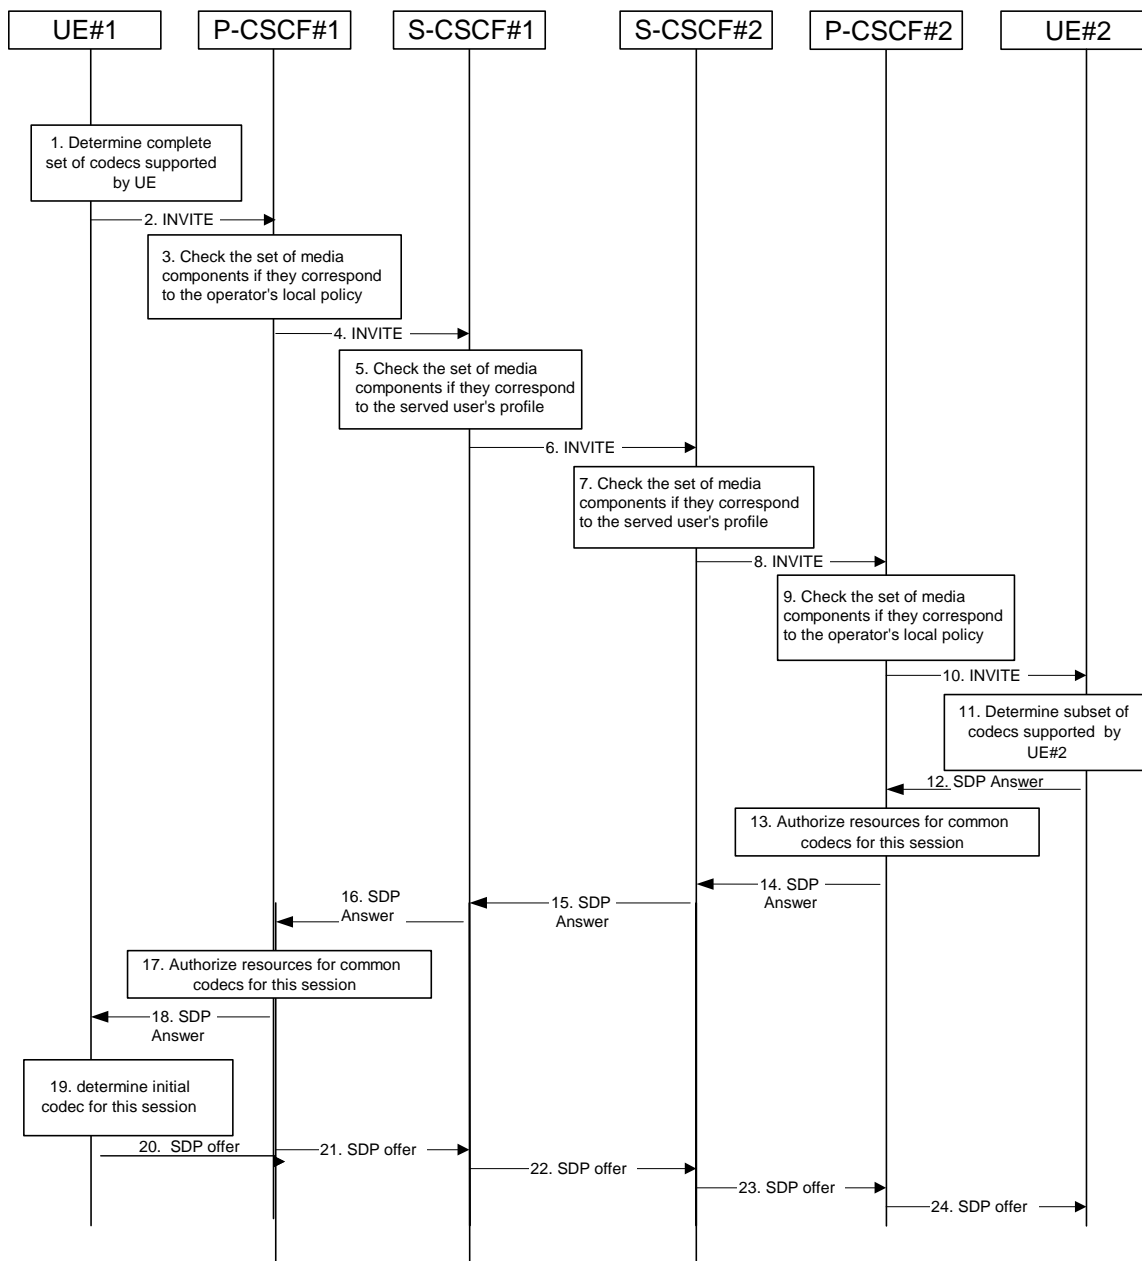 UE#1
P-CSCF#1
S-CSCF#1
S-CSCF#2
P-CSCF#2
UE#2
1. Determine complete
set of codecs supported
by UE
2. INVITE
3. Check the set of media
components if they correspond
to the operator's local policy
4. INVITE
5. Check the set of media
components if they correspond
to the served user's profile
6. INVITE
7. Check the set of media
components if they correspond
to the served user's profile
8. INVITE
9. Check the set of media
components if they correspond
to the operator's local policy
10. INVITE
11. Determine subset of
codecs supported by
UE#2
12. SDP Answer
13. Authorize resources for common
codecs for this session
14. SDP
Answer
15. SDP
Answer
16. SDP
Answer
17. Authorize resources for common
codecs for this session
18. SDP
Answer
19. determine initial
codec for this session
20. SDP offer
21. SDP offer
22. SDP offer
23. SDP offer
24. SDP offer